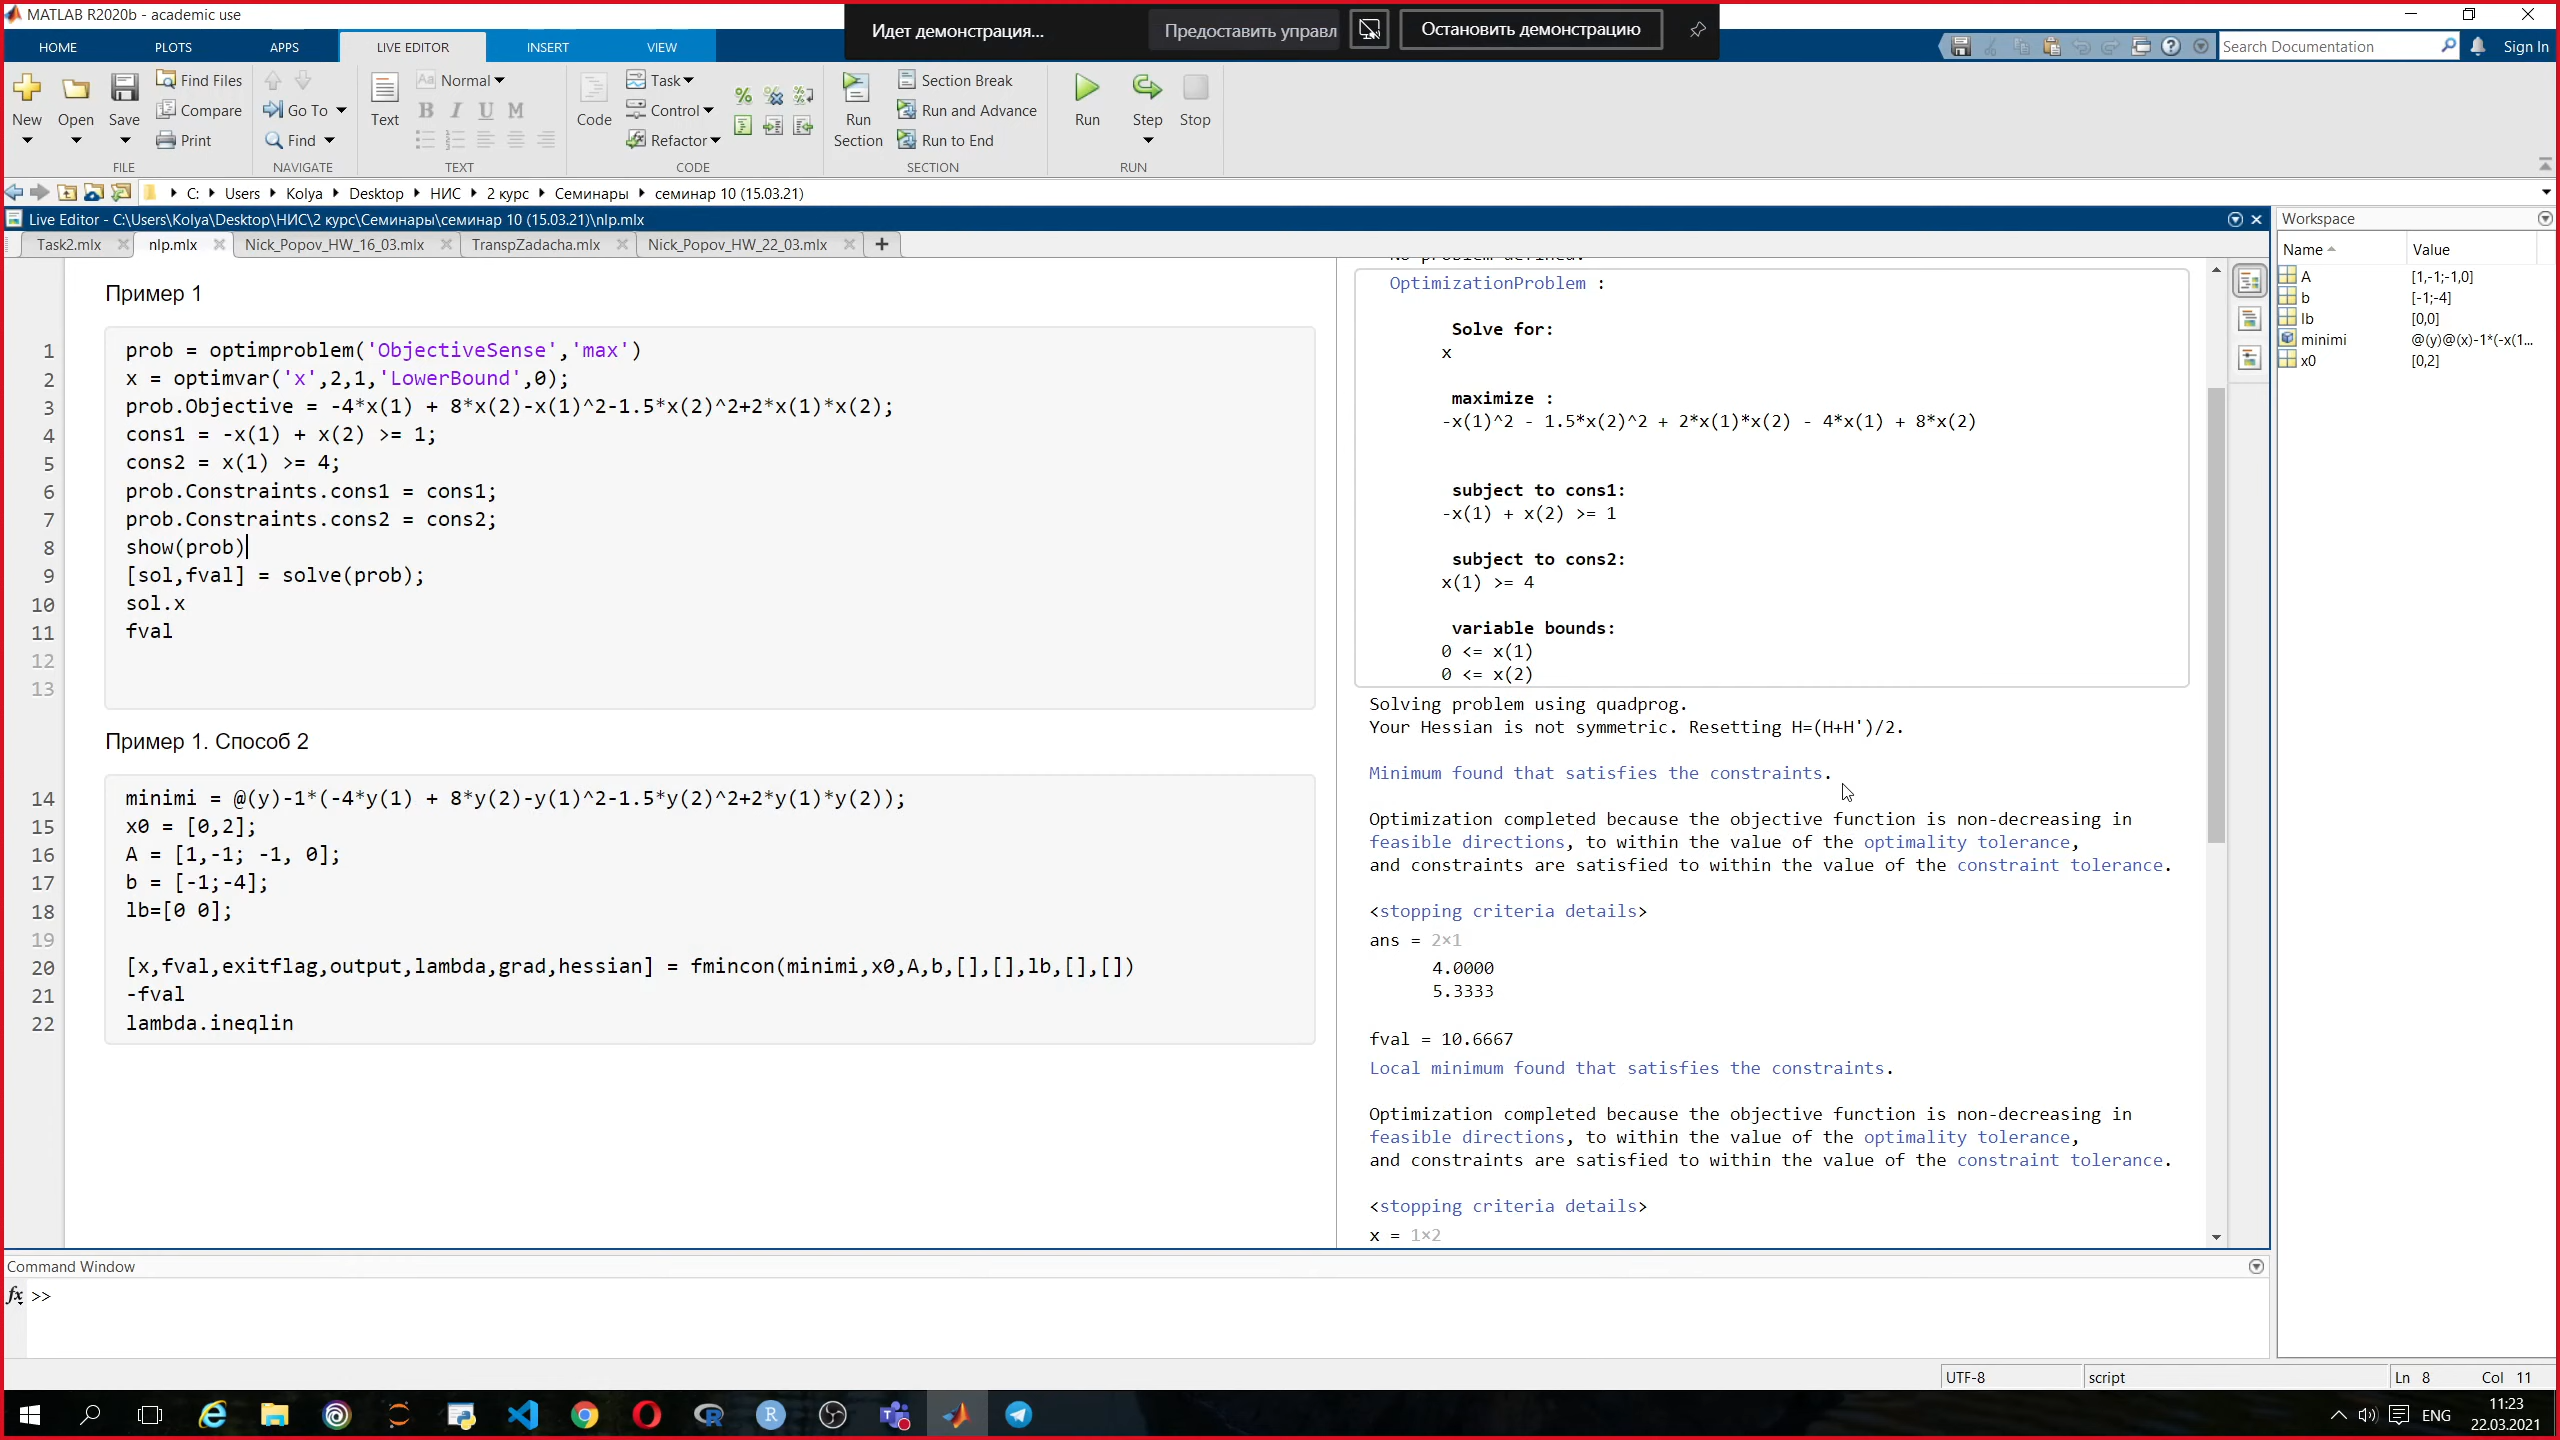 MATLAB R2020b - academic use
Идет демонстрация...
Предоставить управл
Остановить демонстрацию
HOME
PLOTS
APPS
LIVE EDITOR
INSERT
VIEW
Search Documentation
Sign In
New
Open
Save
Find Files
Compare
Print
FILE
Go To
Find
NAVIGATE
Text
Aa Normal
B I U M
TEXT
Code
Task
Control
Refactor
CODE
Run Section
Section Break
Run and Advance
Run to End
SECTION
Run
Step
Stop
RUN
C: Users Kolya Desktop НИС 2 курс Семинары семинар 10 (15.03.21)
Live Editor - C:\Users\Kolya\Desktop\НИС\2 курс\Семинары\семинар 10 (15.03.21)\nlp.mlx
Task2.mlx
nlp.mlx
Nick_Popov_HW_16_03.mlx
TranspZadacha.mlx
Nick_Popov_HW_22_03.mlx
Пример 1
1 prob = optimproblem('ObjectiveSense','max')
2 x = optimvar('x',2,1,'LowerBound',0);
3 prob.Objective = -4*x(1) + 8*x(2)-x(1)^2-1.5*x(2)^2+2*x(1)*x(2);
4 cons1 = -x(1) + x(2) >= 1;
5 cons2 = x(1) >= 4;
6 prob.Constraints.cons1 = cons1;
7 prob.Constraints.cons2 = cons2;
8 show(prob)
9 [sol,fval] = solve(prob);
10 sol.x
11 fval
12
13
Пример 1. Способ 2
14 minimi = @(y)-1*(-4*y(1) + 8*y(2)-y(1)^2-1.5*y(2)^2+2*y(1)*y(2));
15 x0 = [0,2];
16 A = [1,-1; -1, 0];
17 b = [-1;-4];
18 lb=[0 0];
19
20 [x,fval,exitflag,output,lambda,grad,hessian] = fmincon(minimi,x0,A,b,[],[],lb,[],[])
21 -fval
22 lambda.ineqlin
No problem defined.
OptimizationProblem :
Solve for:
x
maximize :
-x(1)^2 - 1.5*x(2)^2 + 2*x(1)*x(2) - 4*x(1) + 8*x(2)
subject to cons1:
-x(1) + x(2) >= 1
subject to cons2:
x(1) >= 4
variable bounds:
0 <= x(1)
0 <= x(2)
Solving problem using quadprog.
Your Hessian is not symmetric. Resetting H=(H+H')/2.
Minimum found that satisfies the constraints.
Optimization completed because the objective function is non-decreasing in
feasible directions, to within the value of the optimality tolerance,
and constraints are satisfied to within the value of the constraint tolerance.
<stopping criteria details>
ans = 2×1
4.0000
5.3333
fval = 10.6667
Local minimum found that satisfies the constraints.
Optimization completed because the objective function is non-decreasing in
feasible directions, to within the value of the optimality tolerance,
and constraints are satisfied to within the value of the constraint tolerance.
<stopping criteria details>
x = 1×2
Workspace
Name Value
A [1,-1;-1,0]
b [-1;-4]
lb [0,0]
minimi @(y)@(x)-1*(-x(1...
x0 [0,2]
Command Window
fx >>
UTF-8
script
Ln 8
Col 11
ENG
11:23
22.03.2021